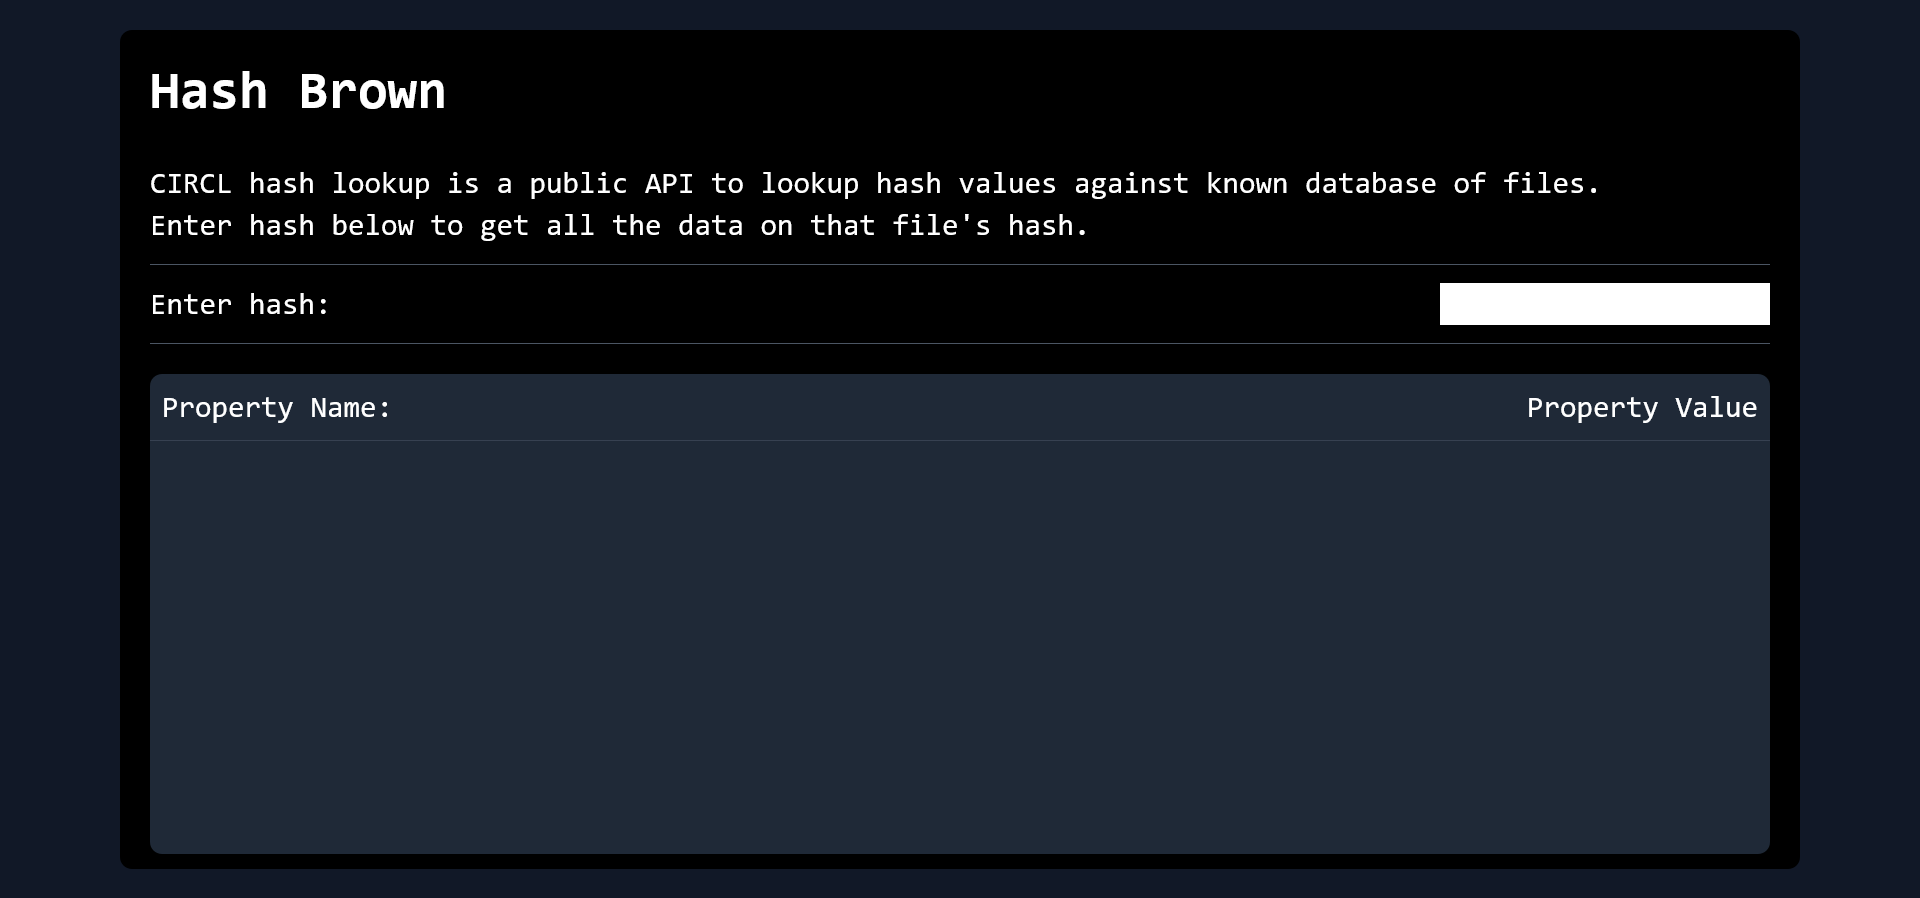 Hash Brown
CIRCL hash lookup is a public API to lookup hash values against known database of files.
Enter hash below to get all the data on that file's hash.
Enter hash:
Property Name: Property Value